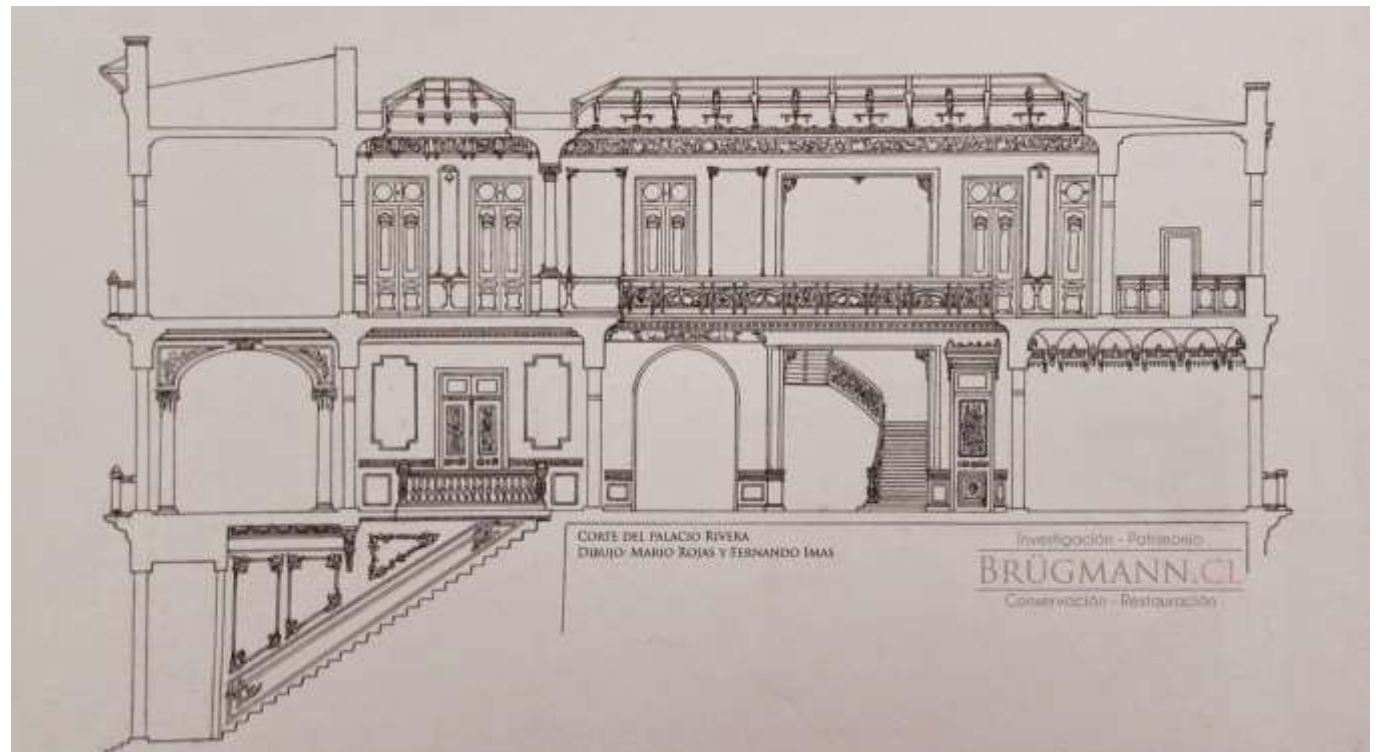 Corte del palacio Rivera
Dibujo: Mario Rojas y Fernando Imas
Investigación - Patrimonio
BRÜGMANN.CL
Conservación - Restauración